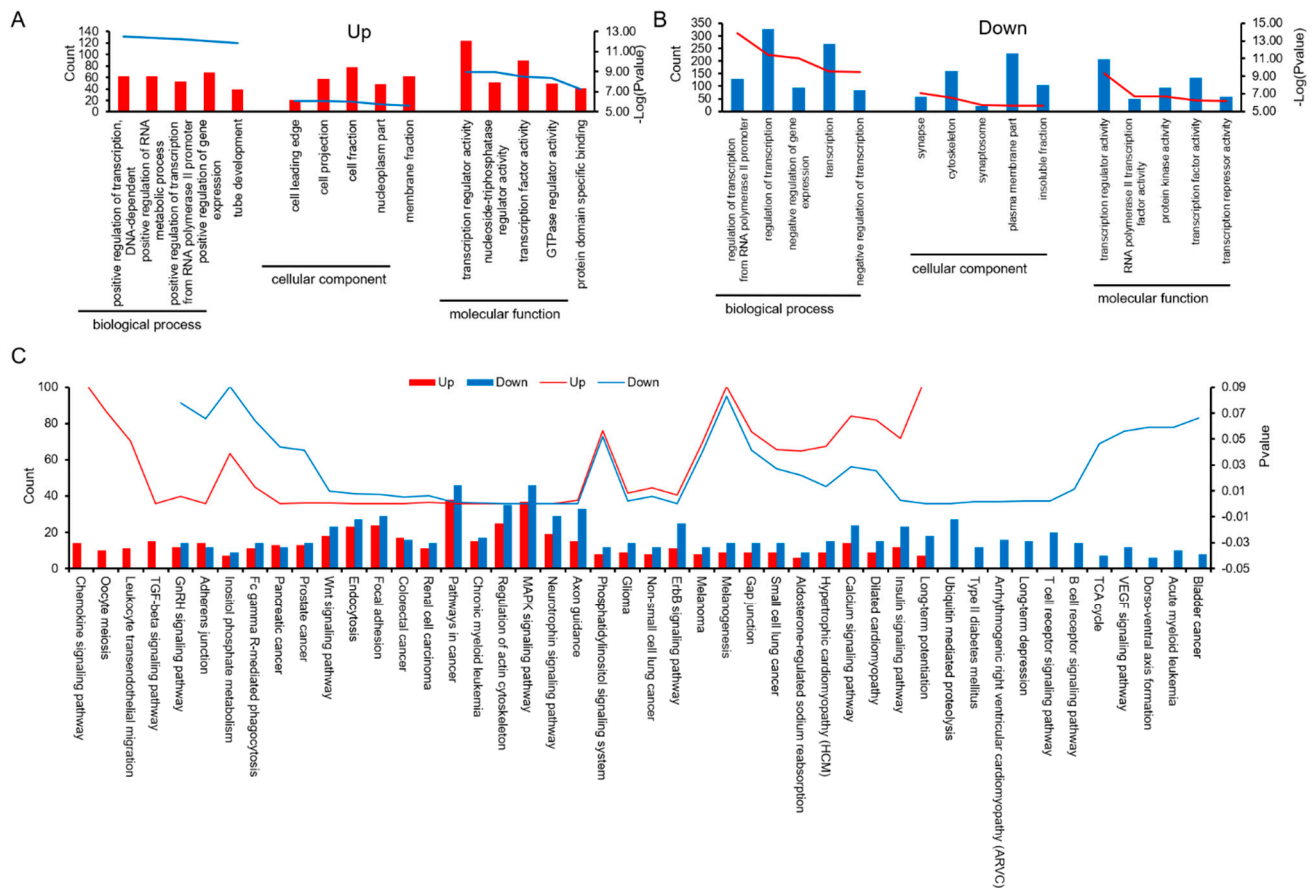 A
Up
Count
140
120
100
80
60
40
20
0
13.00
11.00
9.00
7.00
5.00
-Log(Pvalue)
positive regulation of transcription,
DNA-dependent
positive regulation of RNA
metabolic process
positive regulation of transcription
from RNA polymerase II promoter
positive regulation of gene
expression
tube development
biological process
cell leading edge
cell projection
cell fraction
nucleoplasm part
membrane fraction
cellular component
transcription regulator activity
nucleoside-triphosphatase
regulator activity
transcription factor activity
GTPase regulator activity
protein domain specific binding
molecular function
B
Down
Count
350
300
250
200
150
100
50
0
15.00
13.00
11.00
9.00
7.00
5.00
-Log(Pvalue)
regulation of transcription
from RNA polymerase II promoter
regulation of transcription
negative regulation of gene
expression
transcription
negative regulation of transcription
biological process
synapse
cytoskeleton
synaptosome
plasma membrane part
insoluble fraction
cellular component
transcription regulator activity
RNA polymerase II transcription
factor activity
protein kinase activity
transcription factor activity
transcription repressor activity
molecular function
C
Up
Down
Up
Down
Count
100
80
60
40
20
0
0.09
0.07
0.05
0.03
0.01
-0.01
-0.03
-0.05
Pvalue
Chemokine signaling pathway
Oocyte meiosis
Leukocyte transendothelial migration
TGF-beta signaling pathway
GnRH signaling pathway
Adherens junction
Inositol phosphate metabolism
Fc gamma R-mediated phagocytosis
Pancreatic cancer
Prostate cancer
Wnt signaling pathway
Endocytosis
Focal adhesion
Colorectal cancer
Renal cell carcinoma
Pathways in cancer
Chronic myeloid leukemia
Regulation of actin cytoskeleton
MAPK signaling pathway
Neurotrophin signaling pathway
Axon guidance
Phosphatidylinositol signaling system
Glioma
Non-small cell lung cancer
ErbB signaling pathway
Melanoma
Melanogenesis
Gap junction
Small cell lung cancer
Aldosterone-regulated sodium reabsorption
Hypertrophic cardiomyopathy (HCM)
Calcium signaling pathway
Dilated cardiomyopathy
Insulin signaling pathway
Long-term potentiation
Ubiquitin mediated proteolysis
Type II diabetes mellitus
Arrhythmogenic right ventricular cardiomyopathy (ARVC)
Long-term depression
T cell receptor signaling pathway
B cell receptor signaling pathway
TCA cycle
VEGF signaling pathway
Dorso-ventral axis formation
Acute myeloid leukemia
Bladder cancer